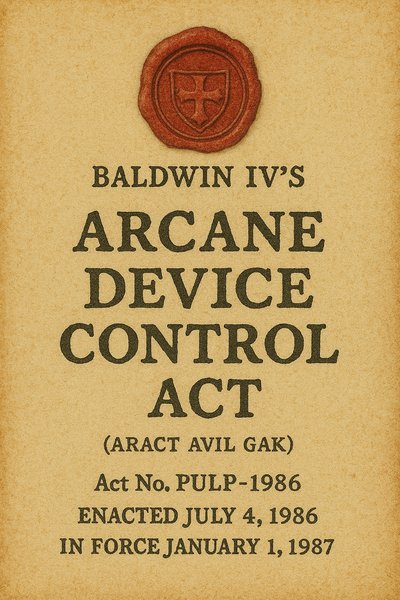 BALDWIN IV'S
ARCANE
DEVICE
CONTROL
ACT
(ARACT AVIL GAK)
Act No. PULP-1986
ENACTED JULY 4, 1986
IN FORCE JANUARY 1, 1987